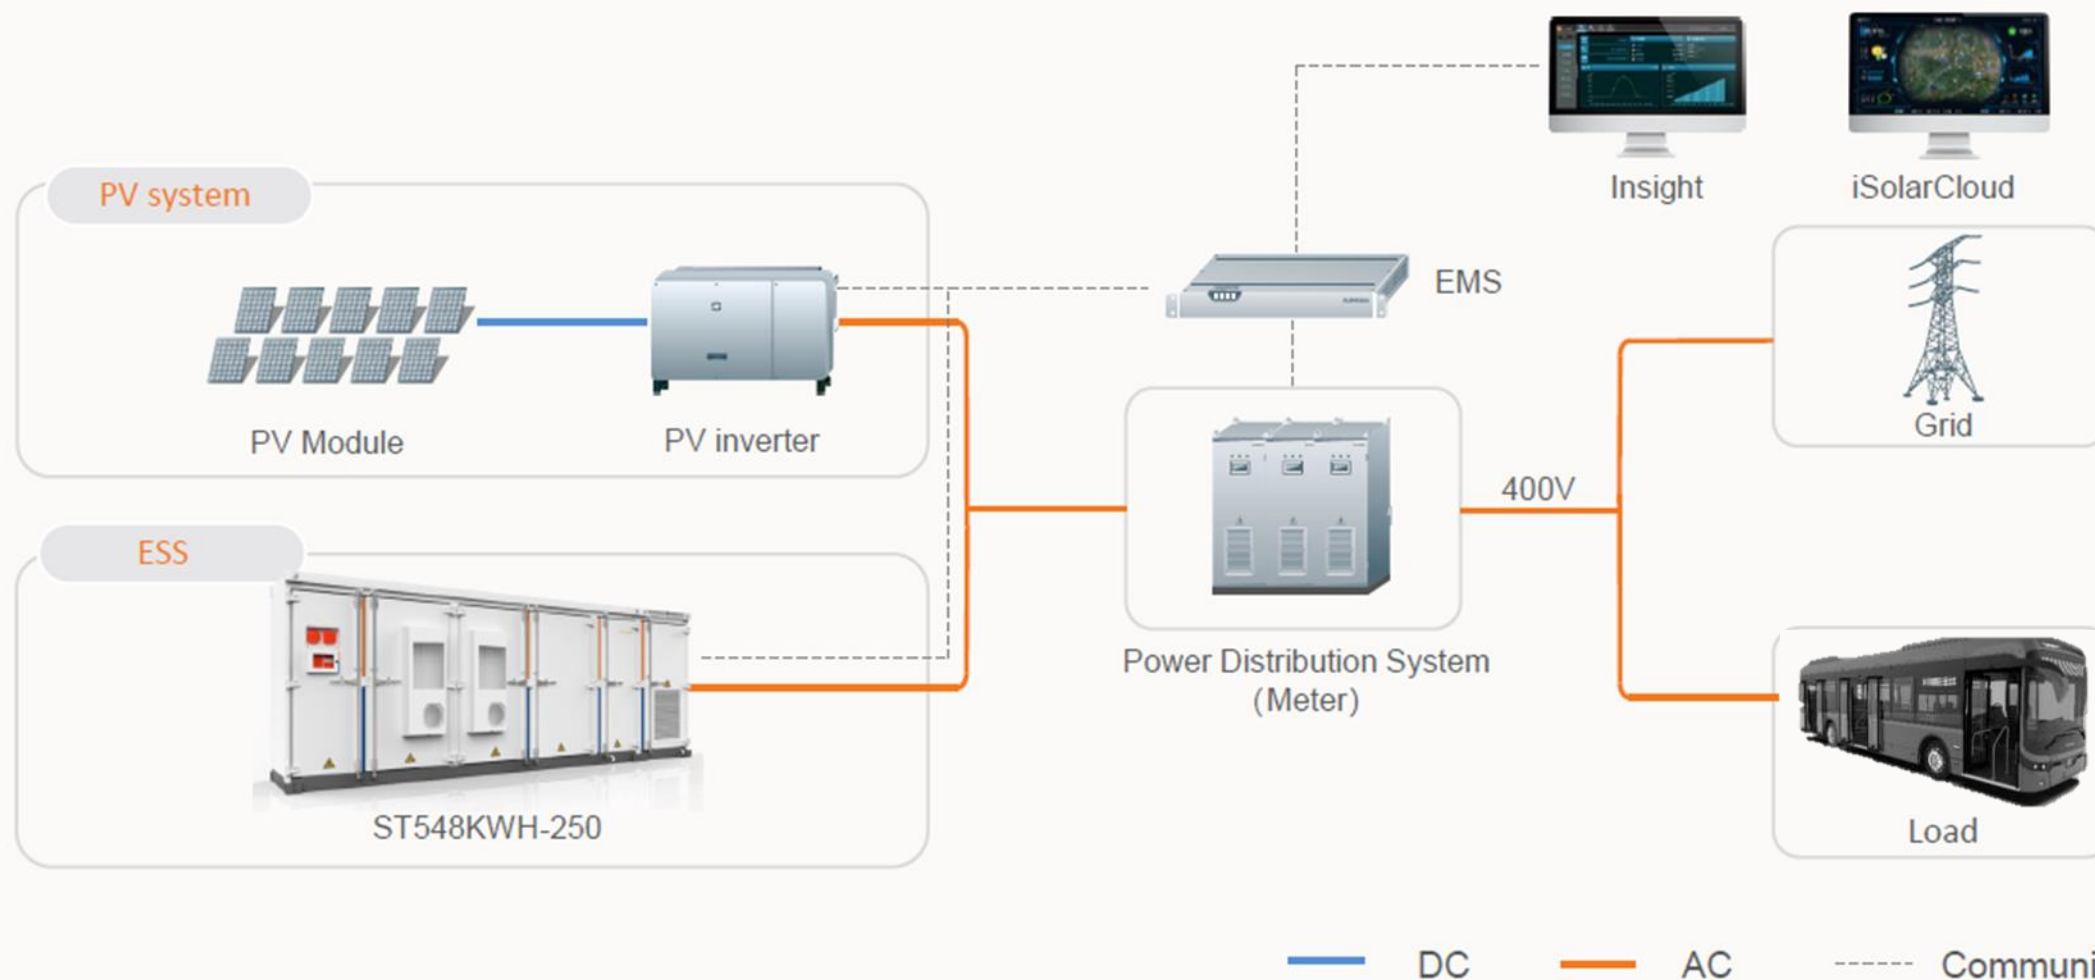 Insight
iSolarCloud
PV system
EMS
PV Module
PV inverter
Grid
400V
ESS
Power Distribution System
(Meter)
ST548KWH-250
Load
DC
AC
Communi